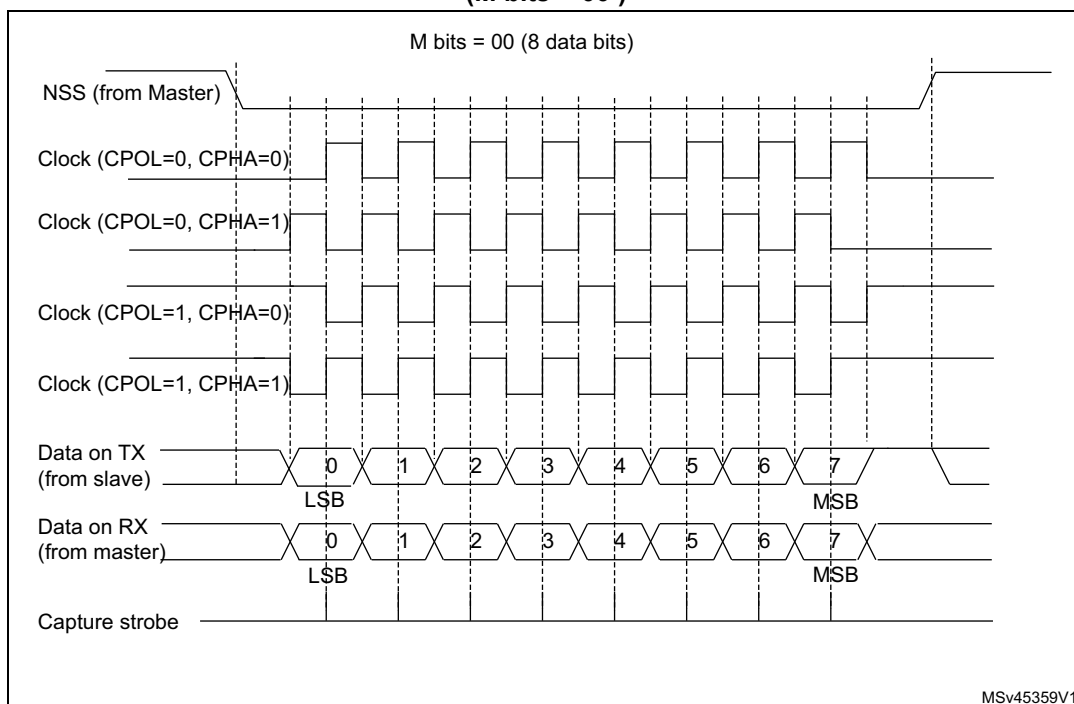 (M bits = '00')
M bits = 00 (8 data bits)
NSS (from Master)
Clock (CPOL=0, CPHA=0)
Clock (CPOL=0, CPHA=1)
Clock (CPOL=1, CPHA=0)
Clock (CPOL=1, CPHA=1)
Data on TX
(from slave)
0 1 2 3 4 5 6 7
LSB MSB
Data on RX
(from master)
0 1 2 3 4 5 6 7
LSB MSB
Capture strobe
MSv45359V1